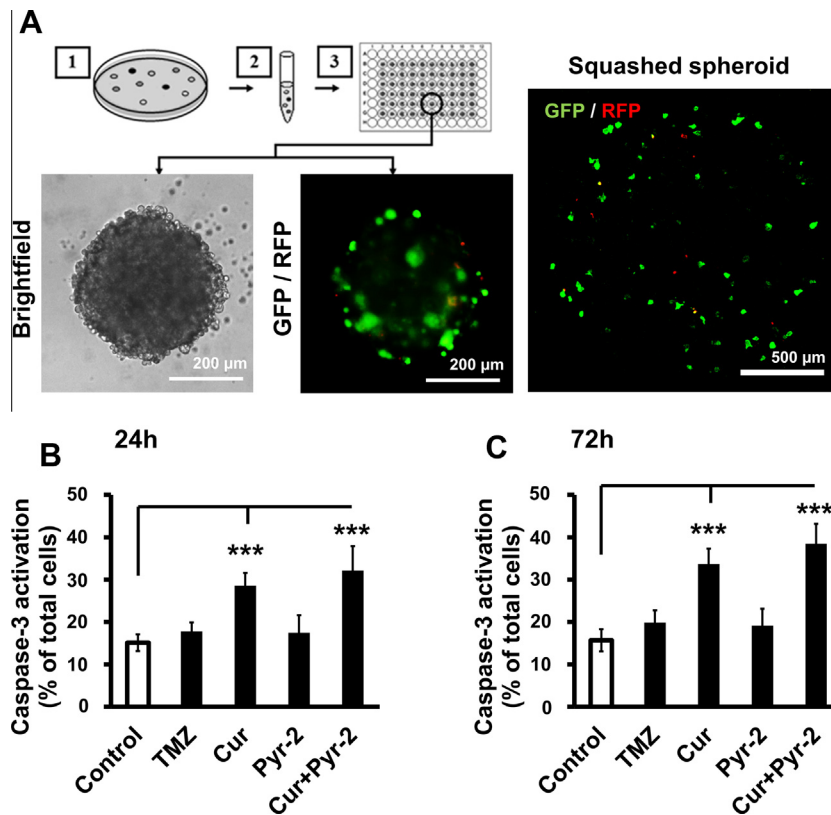 A
1
2
3
Squashed spheroid
GFP / RFP
Brightfield
200 µm
GFP / RFP
200 µm
500 µm
B
24h
Caspase-3 activation
(% of total cells)
50
40
30
20
10
0
***
***
Control
TMZ
Cur
Pyr-2
Cur+Pyr-2
C
72h
Caspase-3 activation
(% of total cells)
50
40
30
20
10
0
***
***
Control
TMZ
Cur
Pyr-2
Cur+Pyr-2